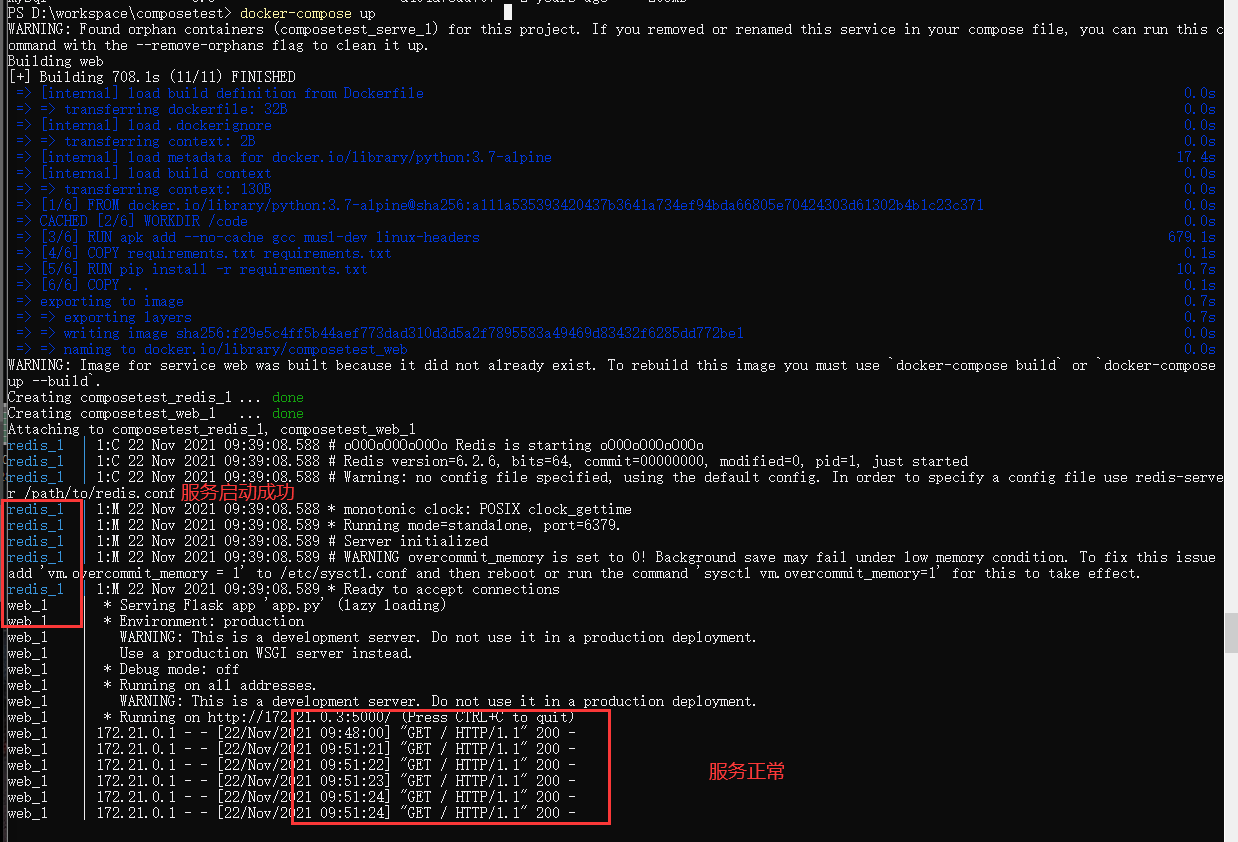 PS D:\workspace\composetest> docker-compose up
WARNING: Found orphan containers (composetest_serve_1) for this project. If you removed or renamed this service in your compose file, you can run this c
ommand with the --remove-orphans flag to clean it up.
Building web
[+] Building 708.1s (11/11) FINISHED
=> [internal] load build definition from Dockerfile 0.0s
=> => transferring dockerfile: 32B 0.0s
=> [internal] load .dockerignore 0.0s
=> => transferring context: 2B 0.0s
=> [internal] load metadata for docker.io/library/python:3.7-alpine 17.4s
=> [internal] load build context 0.0s
=> => transferring context: 130B 0.0s
=> [1/6] FROM docker.io/library/python:3.7-alpine@sha256:a111a535393420437b3641a734ef94bda66805e70424303d61302b4b1c23c371 0.0s
=> CACHED [2/6] WORKDIR /code 0.0s
=> [3/6] RUN apk add --no-cache gcc musl-dev linux-headers 679.1s
=> [4/6] COPY requirements.txt requirements.txt 0.1s
=> [5/6] RUN pip install -r requirements.txt 10.7s
=> [6/6] COPY . . 0.1s
=> exporting to image 0.7s
=> => exporting layers 0.7s
=> => writing image sha256:f29e5c4ff5b44aef773dad310d3d5a2f7895583a49469d83432f6285dd772be1 0.0s
=> => naming to docker.io/library/composetest_web 0.0s
WARNING: Image for service web was built because it did not already exist. To rebuild this image you must use `docker-compose build` or `docker-compose
up --build`.
Creating composetest_redis_1 ... done
Creating composetest_web_1   ... done
Attaching to composetest_redis_1, composetest_web_1
redis_1  | 1:C 22 Nov 2021 09:39:08.588 # oO0OoO0OoO0Oo Redis is starting oO0OoO0OoO0Oo
redis_1  | 1:C 22 Nov 2021 09:39:08.588 # Redis version=6.2.6, bits=64, commit=00000000, modified=0, pid=1, just started
redis_1  | 1:C 22 Nov 2021 09:39:08.588 # Warning: no config file specified, using the default config. In order to specify a config file use redis-serve
r /path/to/redis.conf 服务启动成功
redis_1  | 1:M 22 Nov 2021 09:39:08.588 * monotonic clock: POSIX clock_gettime
redis_1  | 1:M 22 Nov 2021 09:39:08.589 * Running mode=standalone, port=6379.
redis_1  | 1:M 22 Nov 2021 09:39:08.589 # Server initialized
redis_1  | 1:M 22 Nov 2021 09:39:08.589 # WARNING overcommit_memory is set to 0! Background save may fail under low memory condition. To fix this issue
add 'vm.overcommit_memory = 1' to /etc/sysctl.conf and then reboot or run the command 'sysctl vm.overcommit_memory=1' for this to take effect.
redis_1  | 1:M 22 Nov 2021 09:39:08.589 * Ready to accept connections
web_1    | * Serving Flask app 'app.py' (lazy loading)
web_1    | * Environment: production
web_1    | WARNING: This is a development server. Do not use it in a production deployment.
web_1    | Use a production WSGI server instead.
web_1    | * Debug mode: off
web_1    | * Running on all addresses.
web_1    | WARNING: This is a development server. Do not use it in a production deployment.
web_1    | * Running on http://172.21.0.3:5000/ (Press CTRL+C to quit)
web_1    | 172.21.0.1 - - [22/Nov/2021 09:48:00] "GET / HTTP/1.1" 200 -
web_1    | 172.21.0.1 - - [22/Nov/2021 09:51:21] "GET / HTTP/1.1" 200 -
web_1    | 172.21.0.1 - - [22/Nov/2021 09:51:22] "GET / HTTP/1.1" 200 -
服务正常
web_1    | 172.21.0.1 - - [22/Nov/2021 09:51:23] "GET / HTTP/1.1" 200 -
web_1    | 172.21.0.1 - - [22/Nov/2021 09:51:24] "GET / HTTP/1.1" 200 -
web_1    | 172.21.0.1 - - [22/Nov/2021 09:51:24] "GET / HTTP/1.1" 200 -